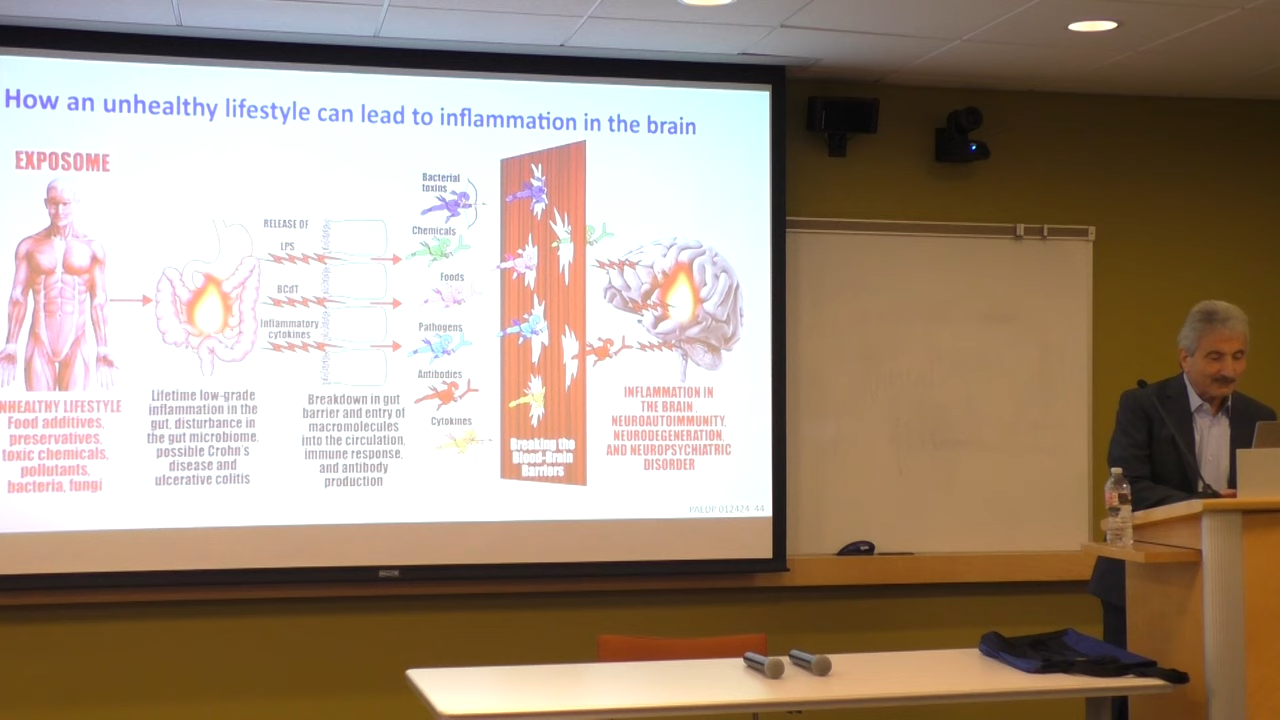 How an unhealthy lifestyle can lead to inflammation in the brain
EXPOSOME
NHEALTHY LIFESTYLE
Food additives,
preservatives,
toxic chemicals,
pollutants,
bacteria, fungi
Lifetime low-grade
inflammation in the
gut, disturbance in
the gut microbiome,
possible Crohn's
disease and
ulcerative colitis
RELEASE OF
LPS
BCdT
Inflammatory
cytokines
Breakdown in gut
barrier and entry of
macromolecules
into the circulation,
immune response,
and antibody
production
Bacterial
toxins
Chemicals
Foods
Pathogens
Antibodies
Cytokines
Breaking the
Blood-Brain
Barriers
INFLAMMATION IN
THE BRAIN,
NEUROAUTOIMMUNITY,
NEURODEGENERATION,
AND NEUROPSYCHIATRIC
DISORDER
PALDP 012424 44